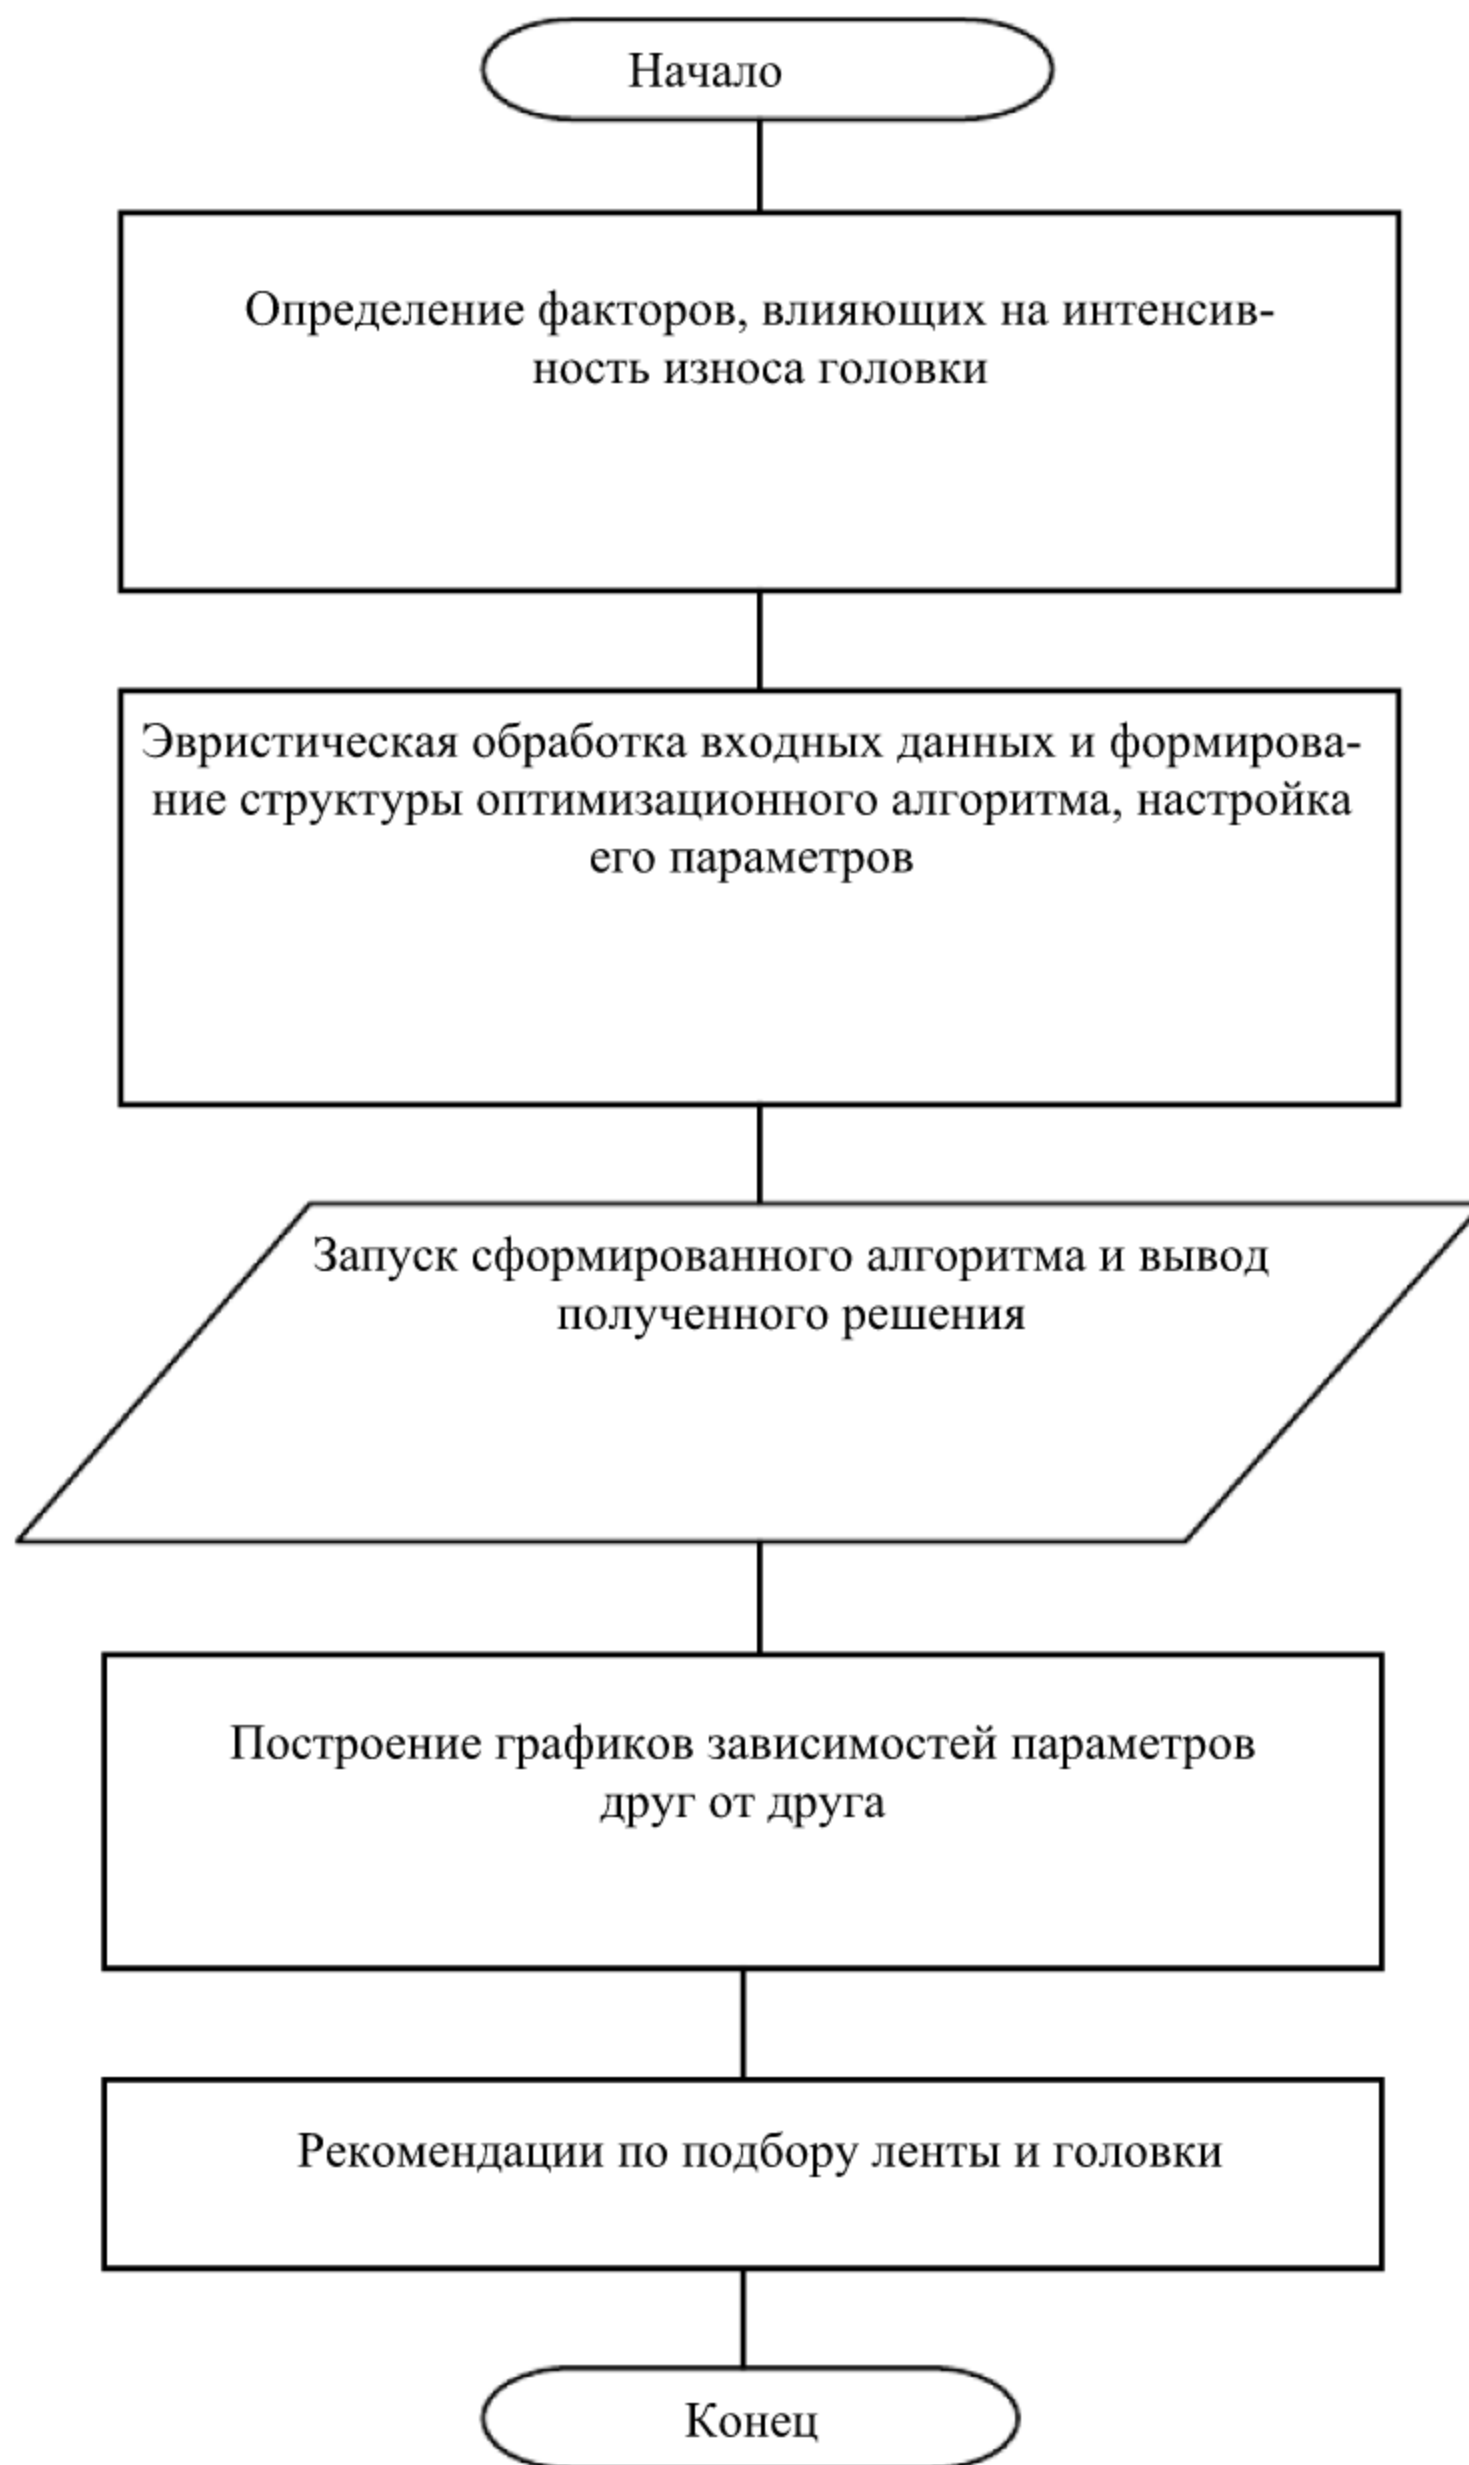 Начало
Определение факторов, влияющих на интенсив-
ность износа головки
Эвристическая обработка входных данных и формирова-
ние структуры оптимизационного алгоритма, настройка
его параметров
Запуск сформированного алгоритма и вывод
полученного решения
Построение графиков зависимостей параметров
друг от друга
Рекомендации по подбору ленты и головки
Конец